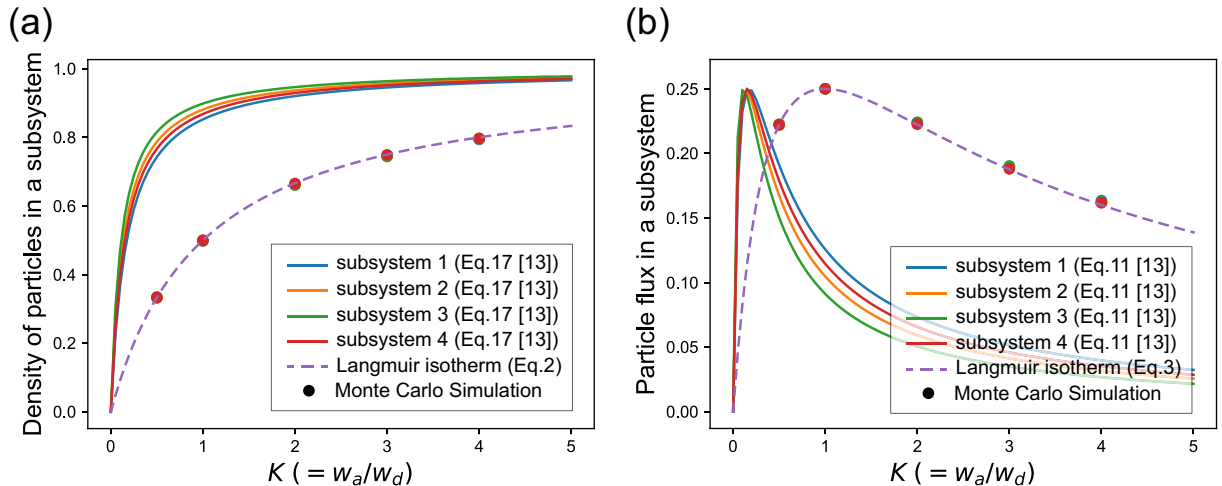 (a)
Density of particles in a subsystem
1.0
0.8
0.6
0.4
0.2
0.0
0 1 2 3 4 5
K ( = w_a/w_d)
subsystem 1 (Eq.17 [13])
subsystem 2 (Eq.17 [13])
subsystem 3 (Eq.17 [13])
subsystem 4 (Eq.17 [13])
Langmuir isotherm (Eq.2)
Monte Carlo Simulation
(b)
Particle flux in a subsystem
0.25
0.20
0.15
0.10
0.05
0.00
0 1 2 3 4 5
K ( = w_a/w_d)
subsystem 1 (Eq.11 [13])
subsystem 2 (Eq.11 [13])
subsystem 3 (Eq.11 [13])
subsystem 4 (Eq.11 [13])
Langmuir isotherm (Eq.3)
Monte Carlo Simulation